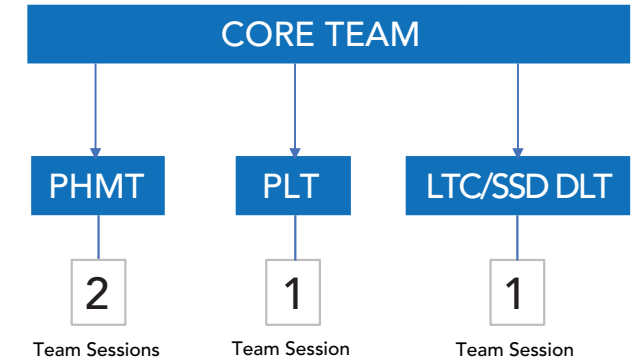 CORE TEAM
PHMT PLT LTC/SSD DLT
2 1 1
Team Sessions Team Session Team Session